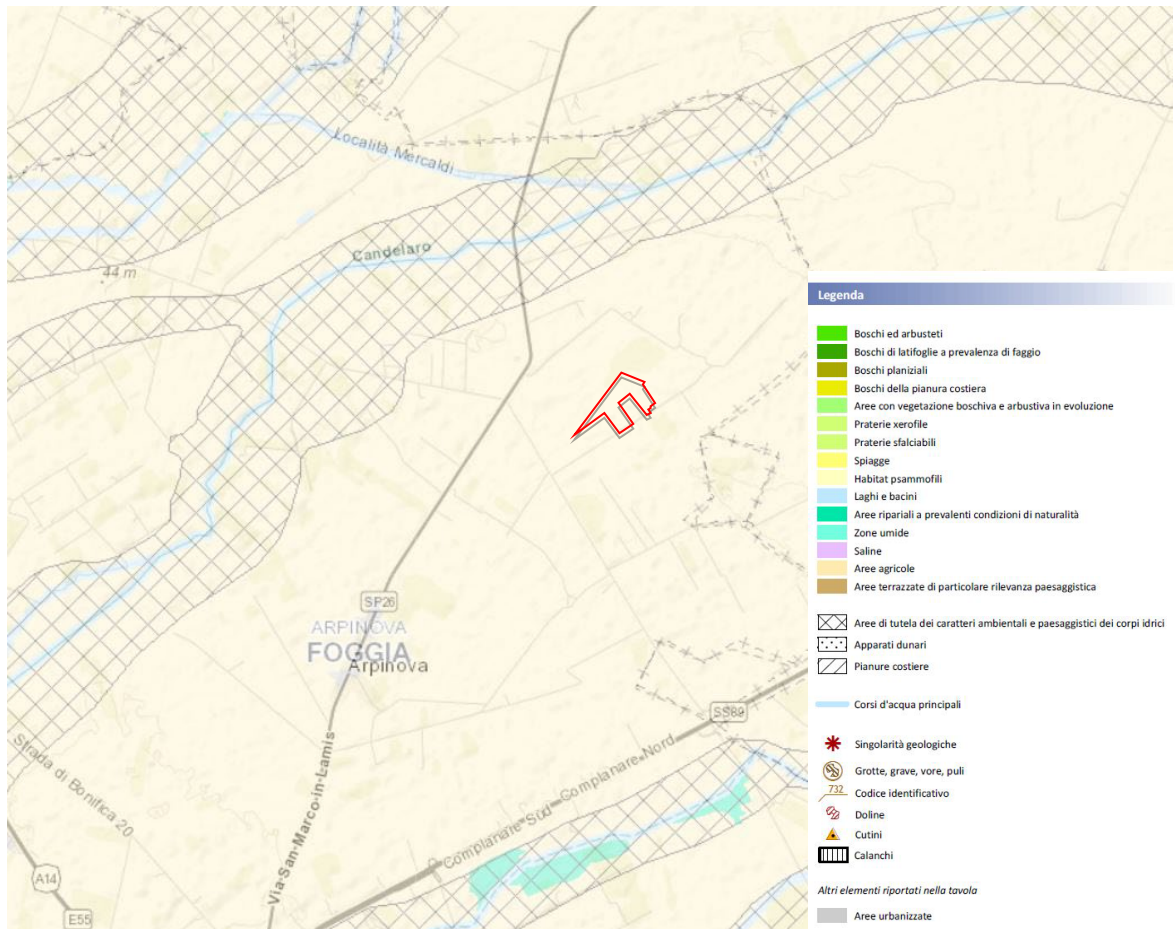 Località Mercaldi
Candelaro
44 m
SP26
ARPINOVA
FOGGIA
Arpinova
SS89
Complanare Sud Complanare Nord
Strada di Bonifica 20
Via San Marco in Lamis
A14
E55
Legenda
Boschi ed arbusteti
Boschi di latifoglie a prevalenza di faggio
Boschi planiziali
Boschi della pianura costiera
Aree con vegetazione boschiva e arbustiva in evoluzione
Praterie xerofile
Praterie sfalciabili
Spiagge
Habitat psammofili
Laghi e bacini
Aree ripariali a prevalenti condizioni di naturalità
Zone umide
Saline
Aree agricole
Aree terrazzate di particolare rilevanza paesaggistica
Aree di tutela dei caratteri ambientali e paesaggistici dei corpi idrici
Apparati dunari
Pianure costiere
Corsi d'acqua principali
Singolarità geologiche
Grotte, grave, vore, puli
732 Codice identificativo
Doline
Cutini
Calanchi
Altri elementi riportati nella tavola
Aree urbanizzate